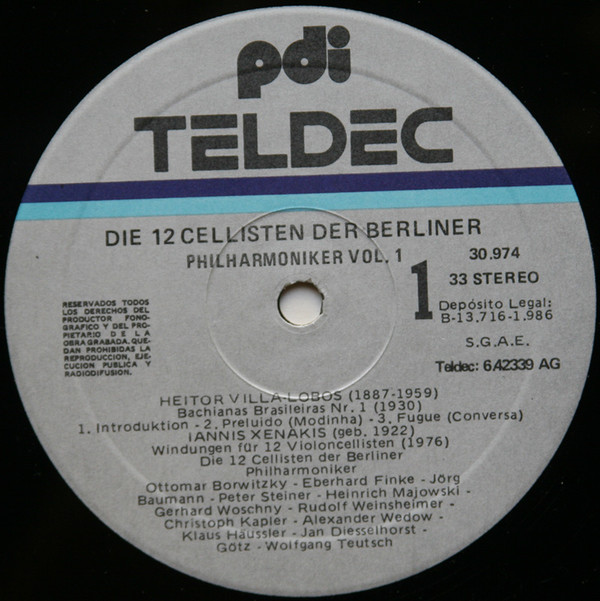 pdi
TELDEC
DIE 12 CELLISTEN DER BERLINER
PHILHARMONIKER VOL. 1
1
30.974
33 STEREO
Depósito Legal:
B-13,716-1,986
S.G.A.E.
Teldec: 6.42339 AG
RESERVADOS TODOS
LOS DERECHOS DEL
PRODUCTOR FONO-
GRAFICO Y DEL PRO-
PIETARIO DE LA
OBRA GRABADA. QUE-
DAN PROHIBIDAS LA
REPRODUCCION, EJE-
CUCION PUBLICA Y
RADIODIFUSION.
HEITOR VILLA-LOBOS (1887-1959)
Bachianas Brasileiras Nr. 1 (1930)
1. Introduktion - 2. Preluido (Modinha) - 3. Fugue (Conversa)
IANNIS XENAKIS (geb. 1922)
Windungen für 12 Violoncellisten (1976)
Die 12 Cellisten der Berliner
Philharmoniker
Ottomar Borwitzky - Eberhard Finke - Jörg
Baumann - Peter Steiner - Heinrich Majowski -
Gerhard Woschny - Rudolf Weinsheimer -
Christoph Kapler - Alexander Wedow -
Klaus Häussler - Jan Diesselhorst -
Götz - Wolfgang Teutsch